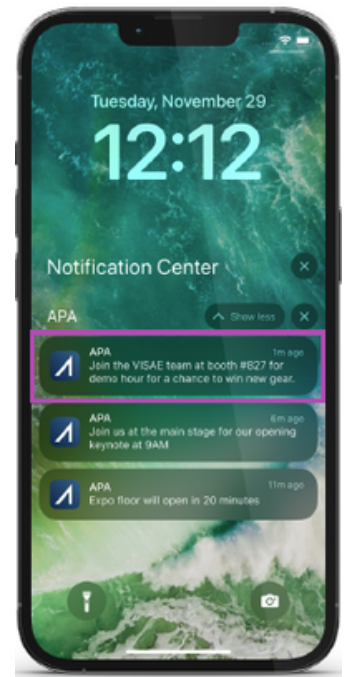 Tuesday, November 29
12:12
Notification Center
APA
Show less
APA
1m ago
Join the VISAE team at booth #827 for
demo hour for a chance to win new gear.
APA
6m ago
Join us at the main stage for our opening
keynote at 9AM
APA
11m ago
Expo floor will open in 20 minutes